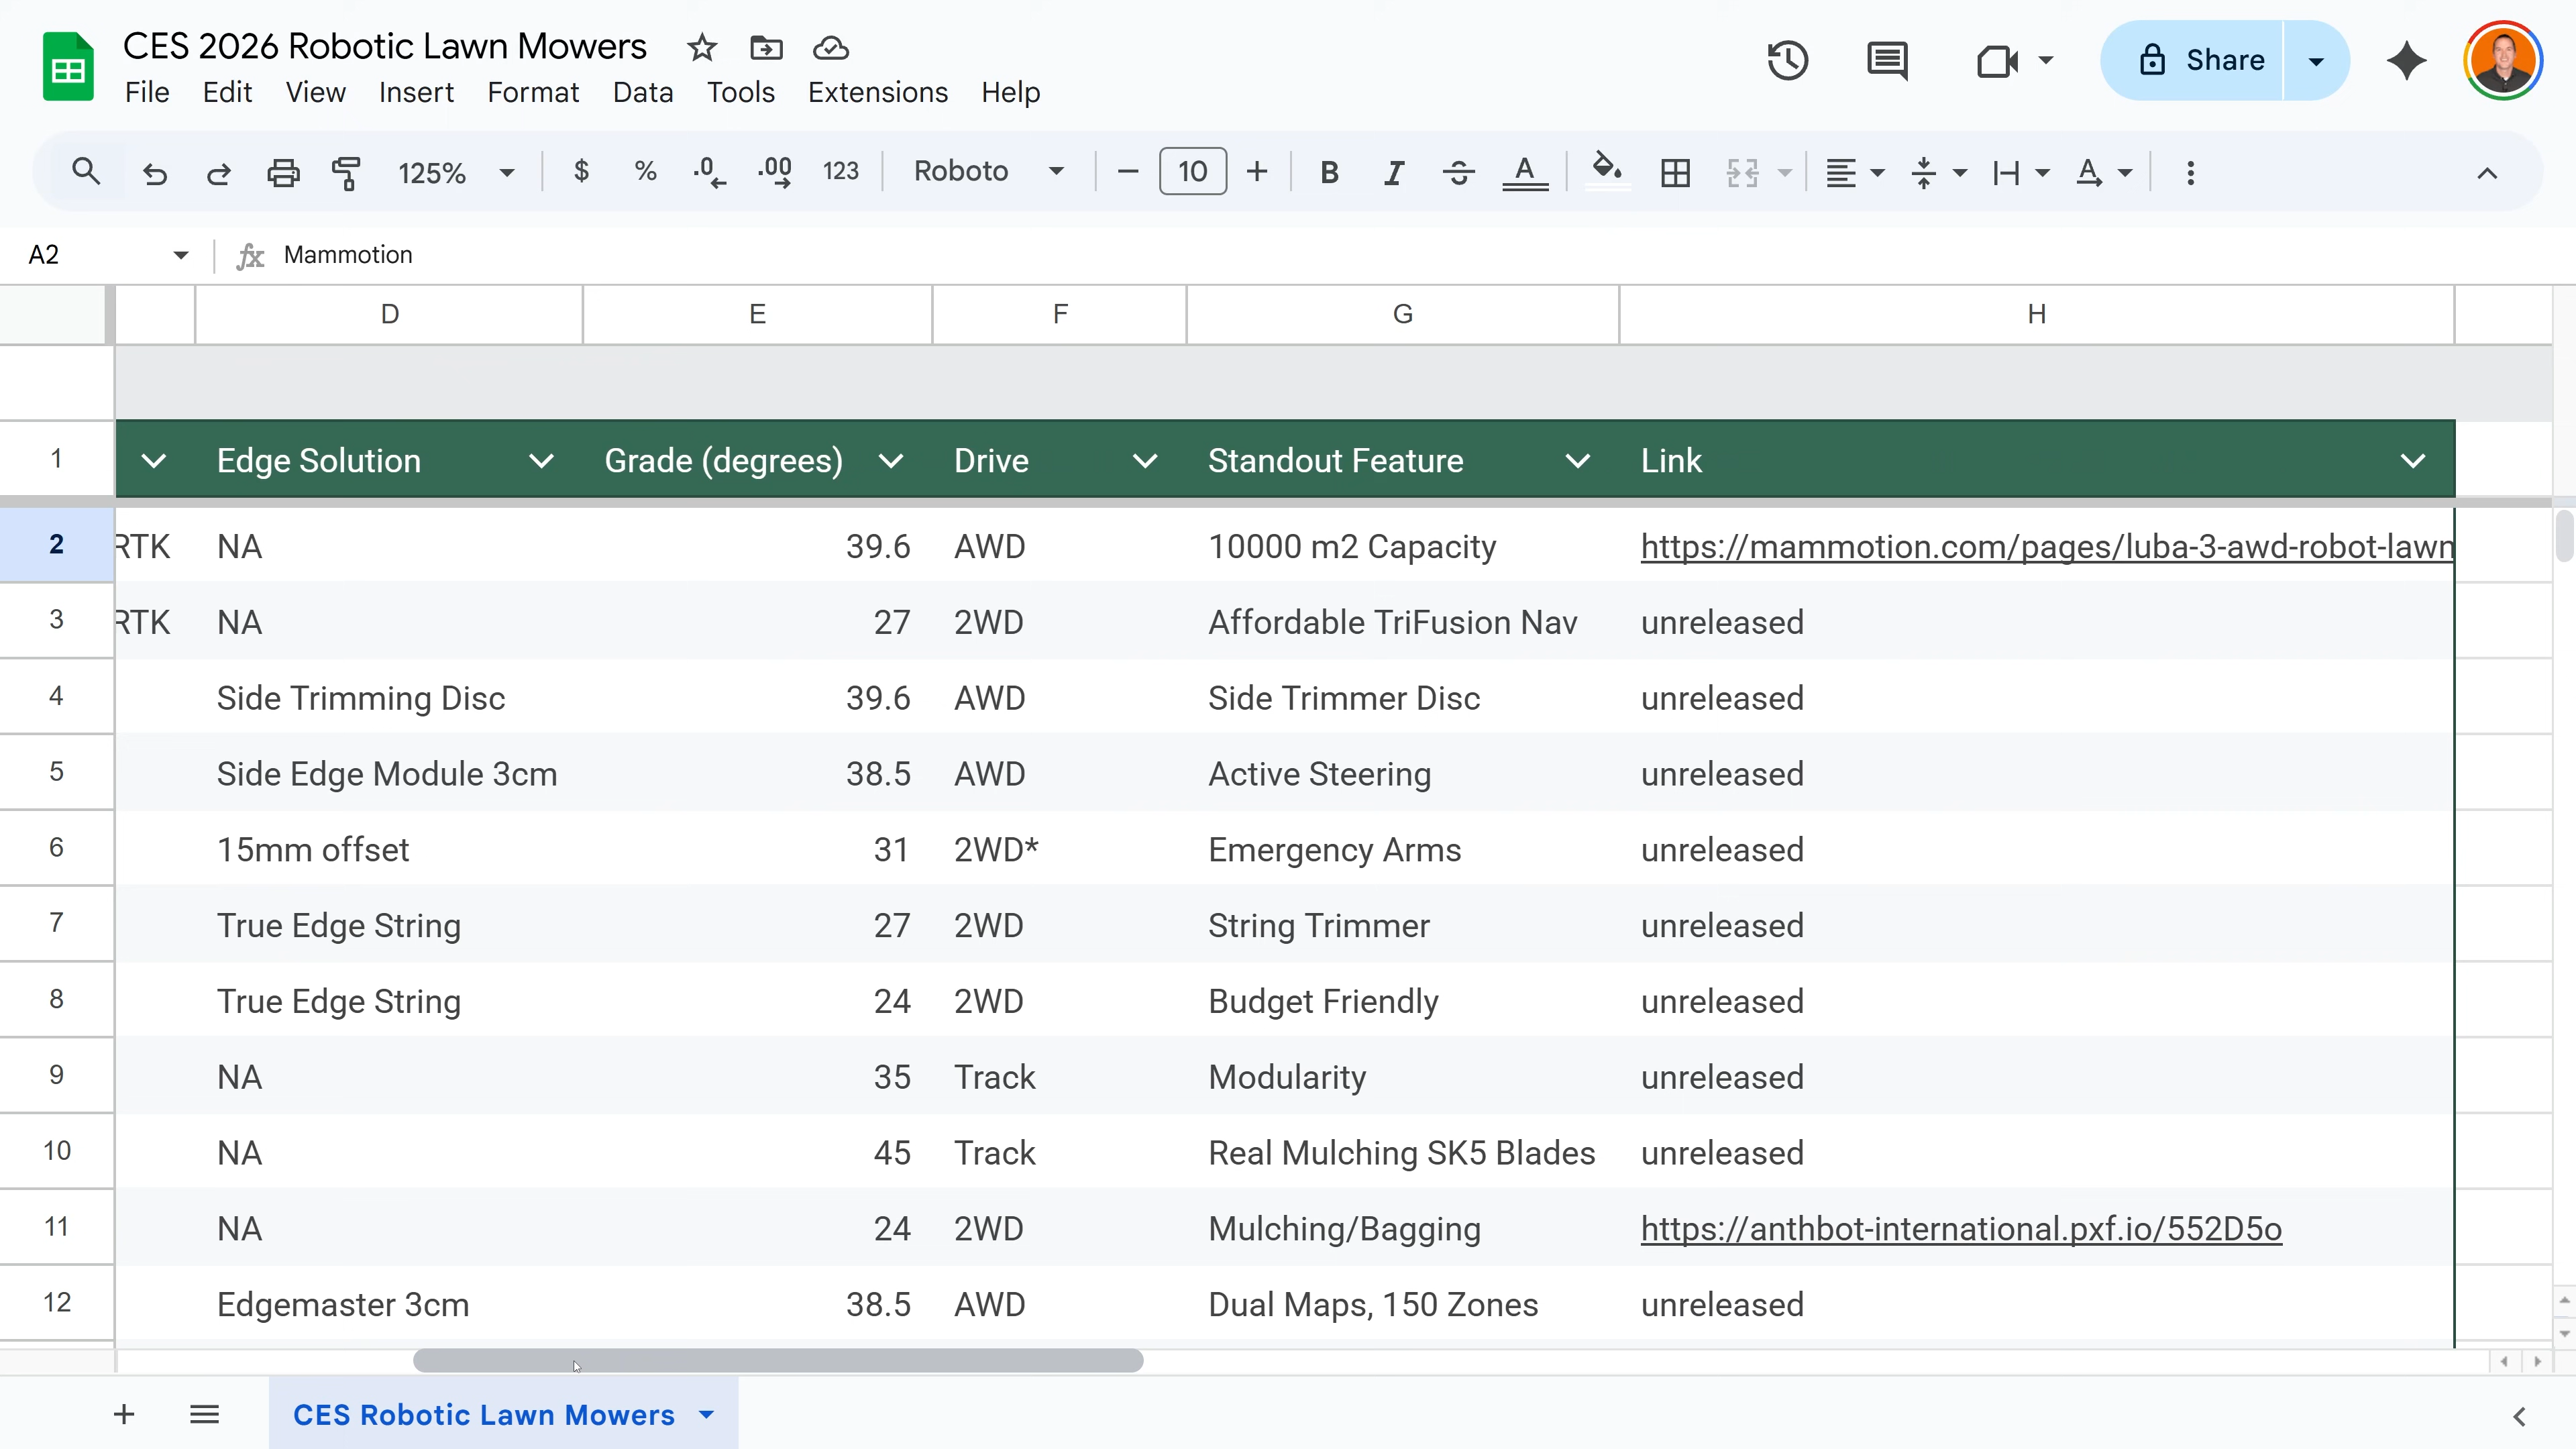 CES 2026 Robotic Lawn Mowers
File Edit View Insert Format Data Tools Extensions Help
Share
125% $ % .0 .00 123 Roboto 10 B I A A
A2 fx Mammotion
D E F G H
1 Edge Solution Grade (degrees) Drive Standout Feature Link
2 RTK NA 39.6 AWD 10000 m2 Capacity https://mammotion.com/pages/luba-3-awd-robot-lawn
3 RTK NA 27 2WD Affordable TriFusion Nav unreleased
4 Side Trimming Disc 39.6 AWD Side Trimmer Disc unreleased
5 Side Edge Module 3cm 38.5 AWD Active Steering unreleased
6 15mm offset 31 2WD* Emergency Arms unreleased
7 True Edge String 27 2WD String Trimmer unreleased
8 True Edge String 24 2WD Budget Friendly unreleased
9 NA 35 Track Modularity unreleased
10 NA 45 Track Real Mulching SK5 Blades unreleased
11 NA 24 2WD Mulching/Bagging https://anthbot-international.pxf.io/552D5o
12 Edgemaster 3cm 38.5 AWD Dual Maps, 150 Zones unreleased
CES Robotic Lawn Mowers